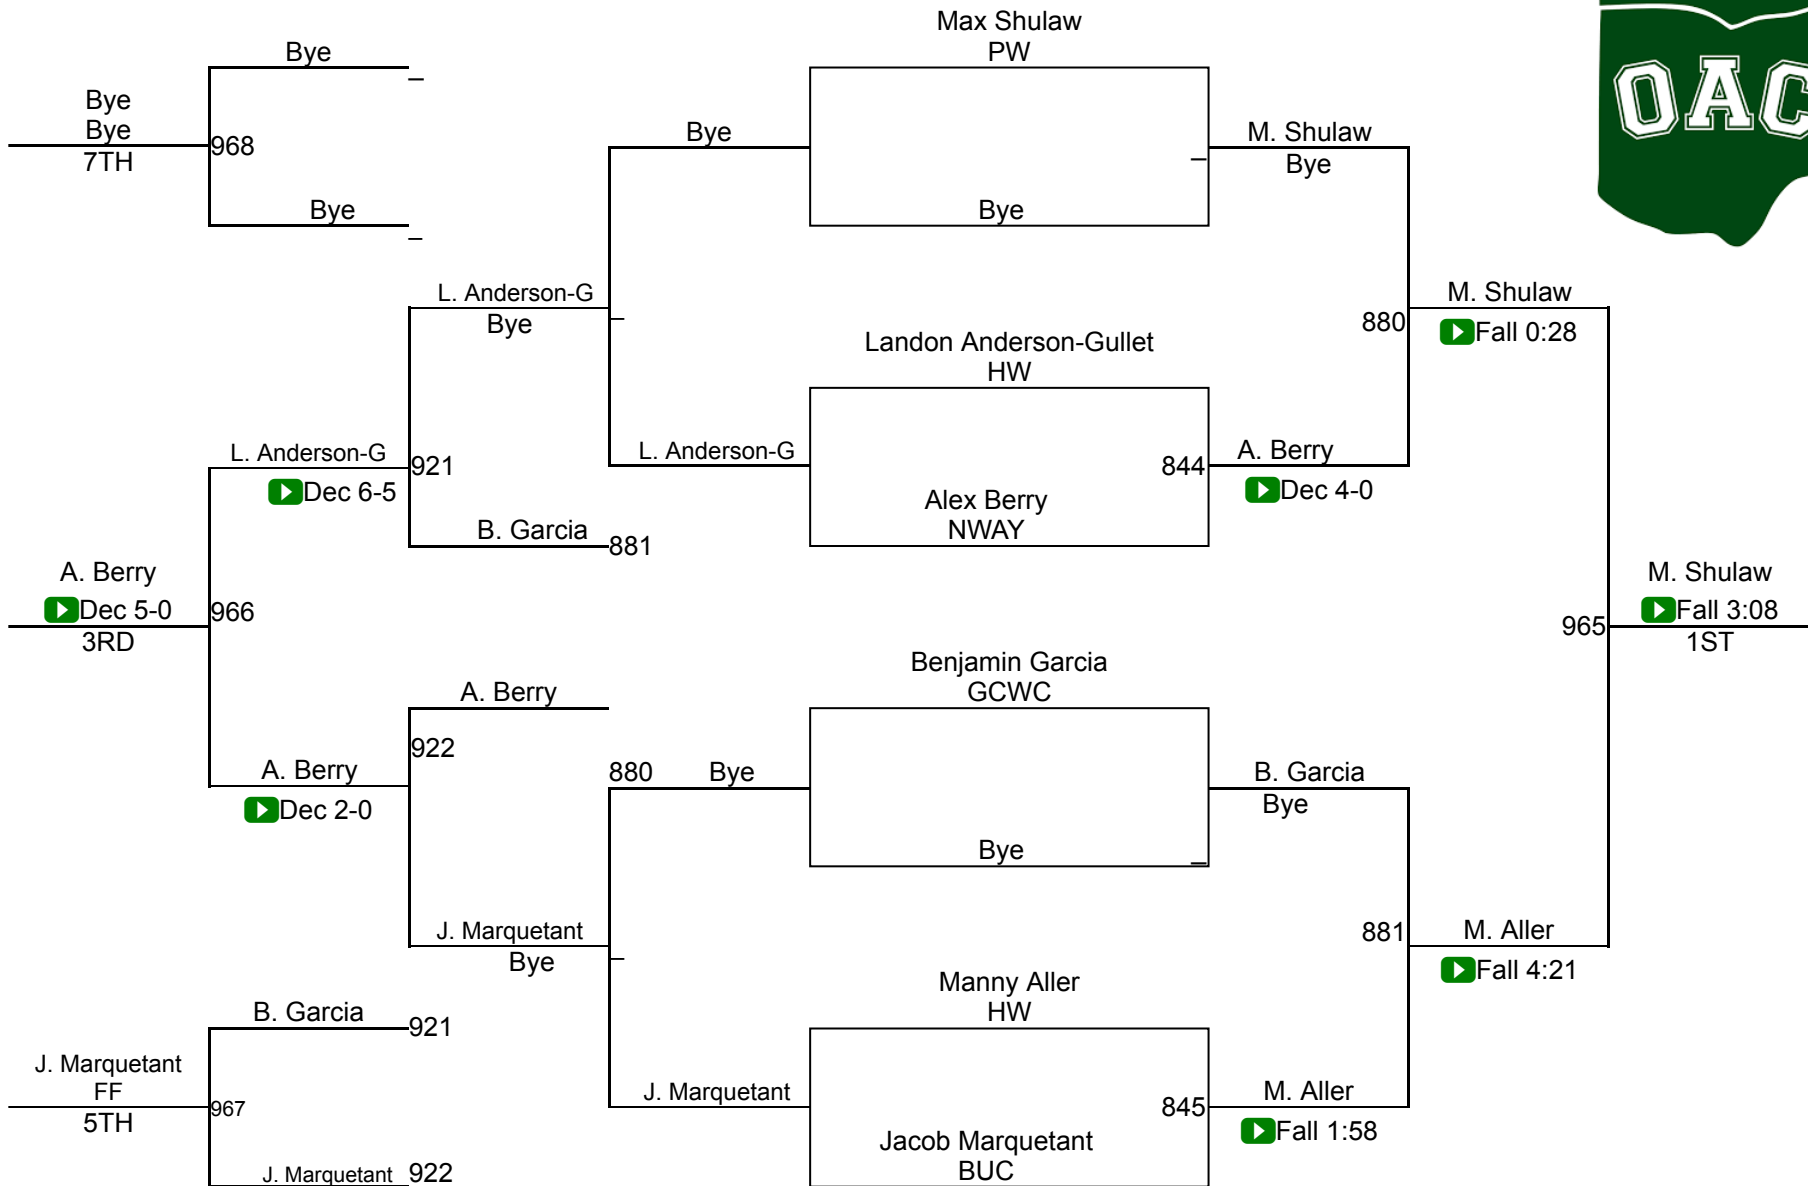 Max Shulaw
PW
Bye
Bye
Bye
7TH
968
Bye
Bye
M. Shulaw
Bye
Bye
OAC
L. Anderson-G
Bye
880
M. Shulaw
Fall 0:28
Landon Anderson-Gullet
HW
L. Anderson-G
Dec 6-5
921
L. Anderson-G
844
A. Berry
Dec 4-0
Alex Berry
NWAY
B. Garcia
881
A. Berry
Dec 5-0
3RD
966
965
M. Shulaw
Fall 3:08
1ST
Benjamin Garcia
GCWC
A. Berry
922
A. Berry
Dec 2-0
880
Bye
B. Garcia
Bye
Bye
J. Marquetant
Bye
881
M. Aller
Fall 4:21
Manny Aller
HW
B. Garcia
921
J. Marquetant
FF
5TH
967
J. Marquetant
845
M. Aller
Fall 1:58
Jacob Marquetant
BUC
J. Marquetant
922